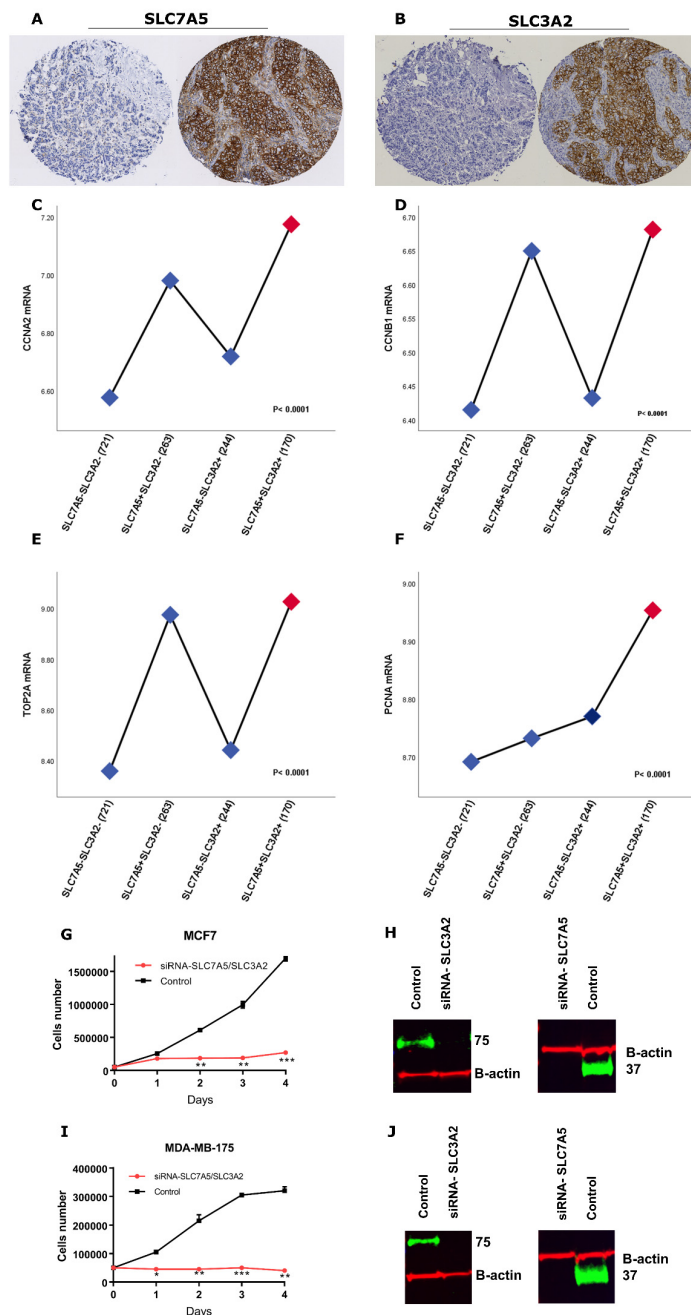 A
SLC7A5
B
SLC3A2
C
7.20
7.00
6.80
6.60
CCNA2 mRNA
P< 0.0001
SLC7A5-SLC3A2- (721)
SLC7A5+SLC3A2- (263)
SLC7A5-SLC3A2+ (244)
SLC7A5+SLC3A2+ (170)
D
6.70
6.65
6.60
6.55
6.50
6.45
6.40
CCNB1 mRNA
P< 0.0001
SLC7A5-SLC3A2- (721)
SLC7A5+SLC3A2- (263)
SLC7A5-SLC3A2+ (244)
SLC7A5+SLC3A2+ (170)
E
9.00
8.80
8.60
8.40
TOP2A mRNA
P< 0.0001
SLC7A5-SLC3A2- (721)
SLC7A5+SLC3A2- (263)
SLC7A5-SLC3A2+ (244)
SLC7A5+SLC3A2+ (170)
F
9.00
8.90
8.80
8.70
PCNA mRNA
P< 0.0001
SLC7A5-SLC3A2- (721)
SLC7A5+SLC3A2- (263)
SLC7A5-SLC3A2+ (244)
SLC7A5+SLC3A2+ (170)
G
MCF7
siRNA-SLC7A5/SLC3A2
Control
1500000
1000000
500000
0
Cells number
** ** ***
0 1 2 3 4
Days
H
Control
siRNA- SLC3A2
75
B-actin
siRNA- SLC7A5
Control
B-actin
37
I
MDA-MB-175
siRNA-SLC7A5/SLC3A2
Control
400000
300000
200000
100000
0
Cells number
* ** *** **
0 1 2 3 4
Days
J
Control
siRNA- SLC3A2
75
B-actin
siRNA- SLC7A5
Control
B-actin
37